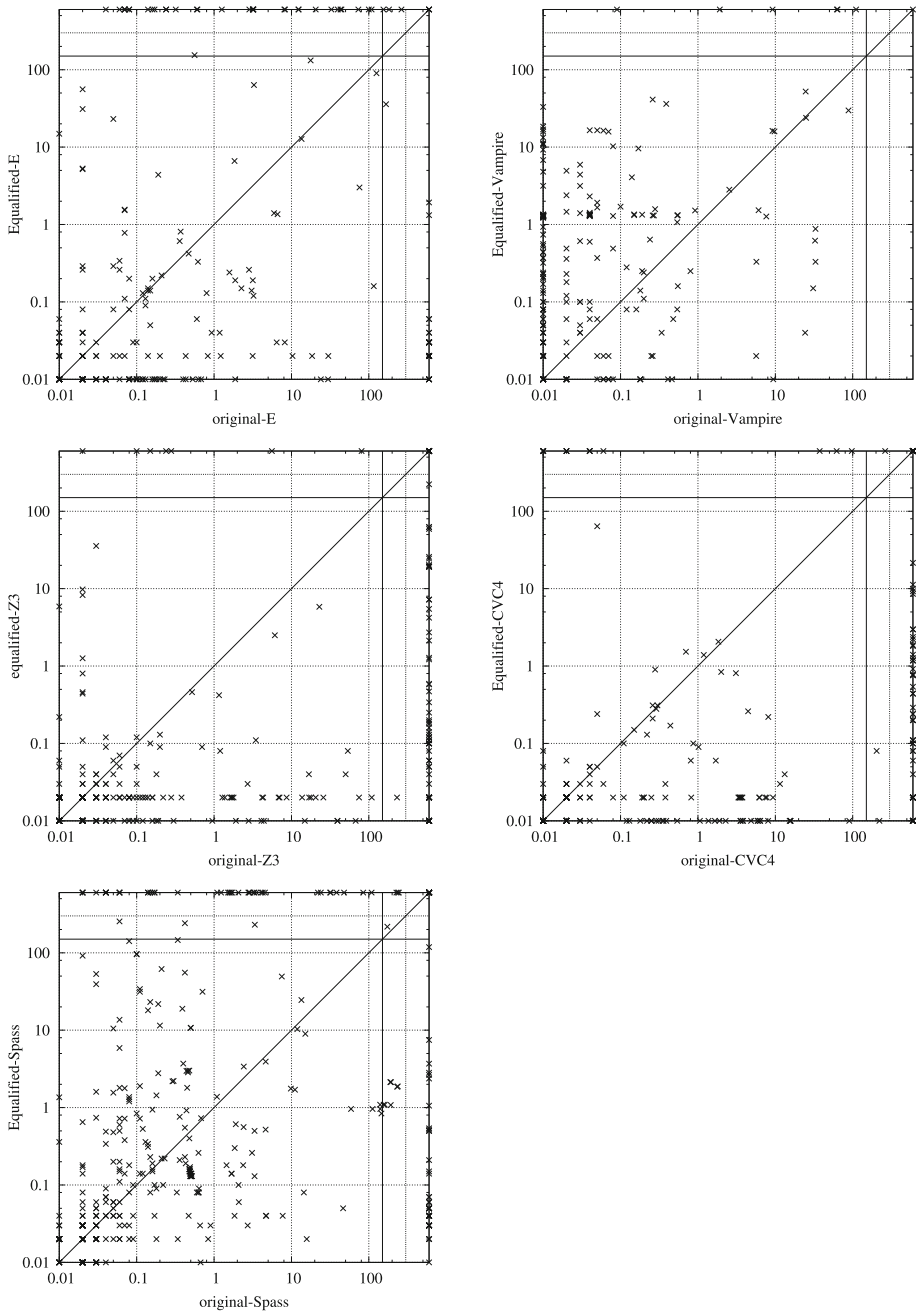 100
10
1
0.1
0.01
Equalified-E
0.01 0.1 1 10 100
original-E
100
10
1
0.1
0.01
Equalified-Vampire
0.01 0.1 1 10 100
original-Vampire
100
10
1
0.1
0.01
equalified-Z3
0.01 0.1 1 10 100
original-Z3
100
10
1
0.1
0.01
Equalified-CVC4
0.01 0.1 1 10 100
original-CVC4
100
10
1
0.1
0.01
Equalified-Spass
0.01 0.1 1 10 100
original-Spass